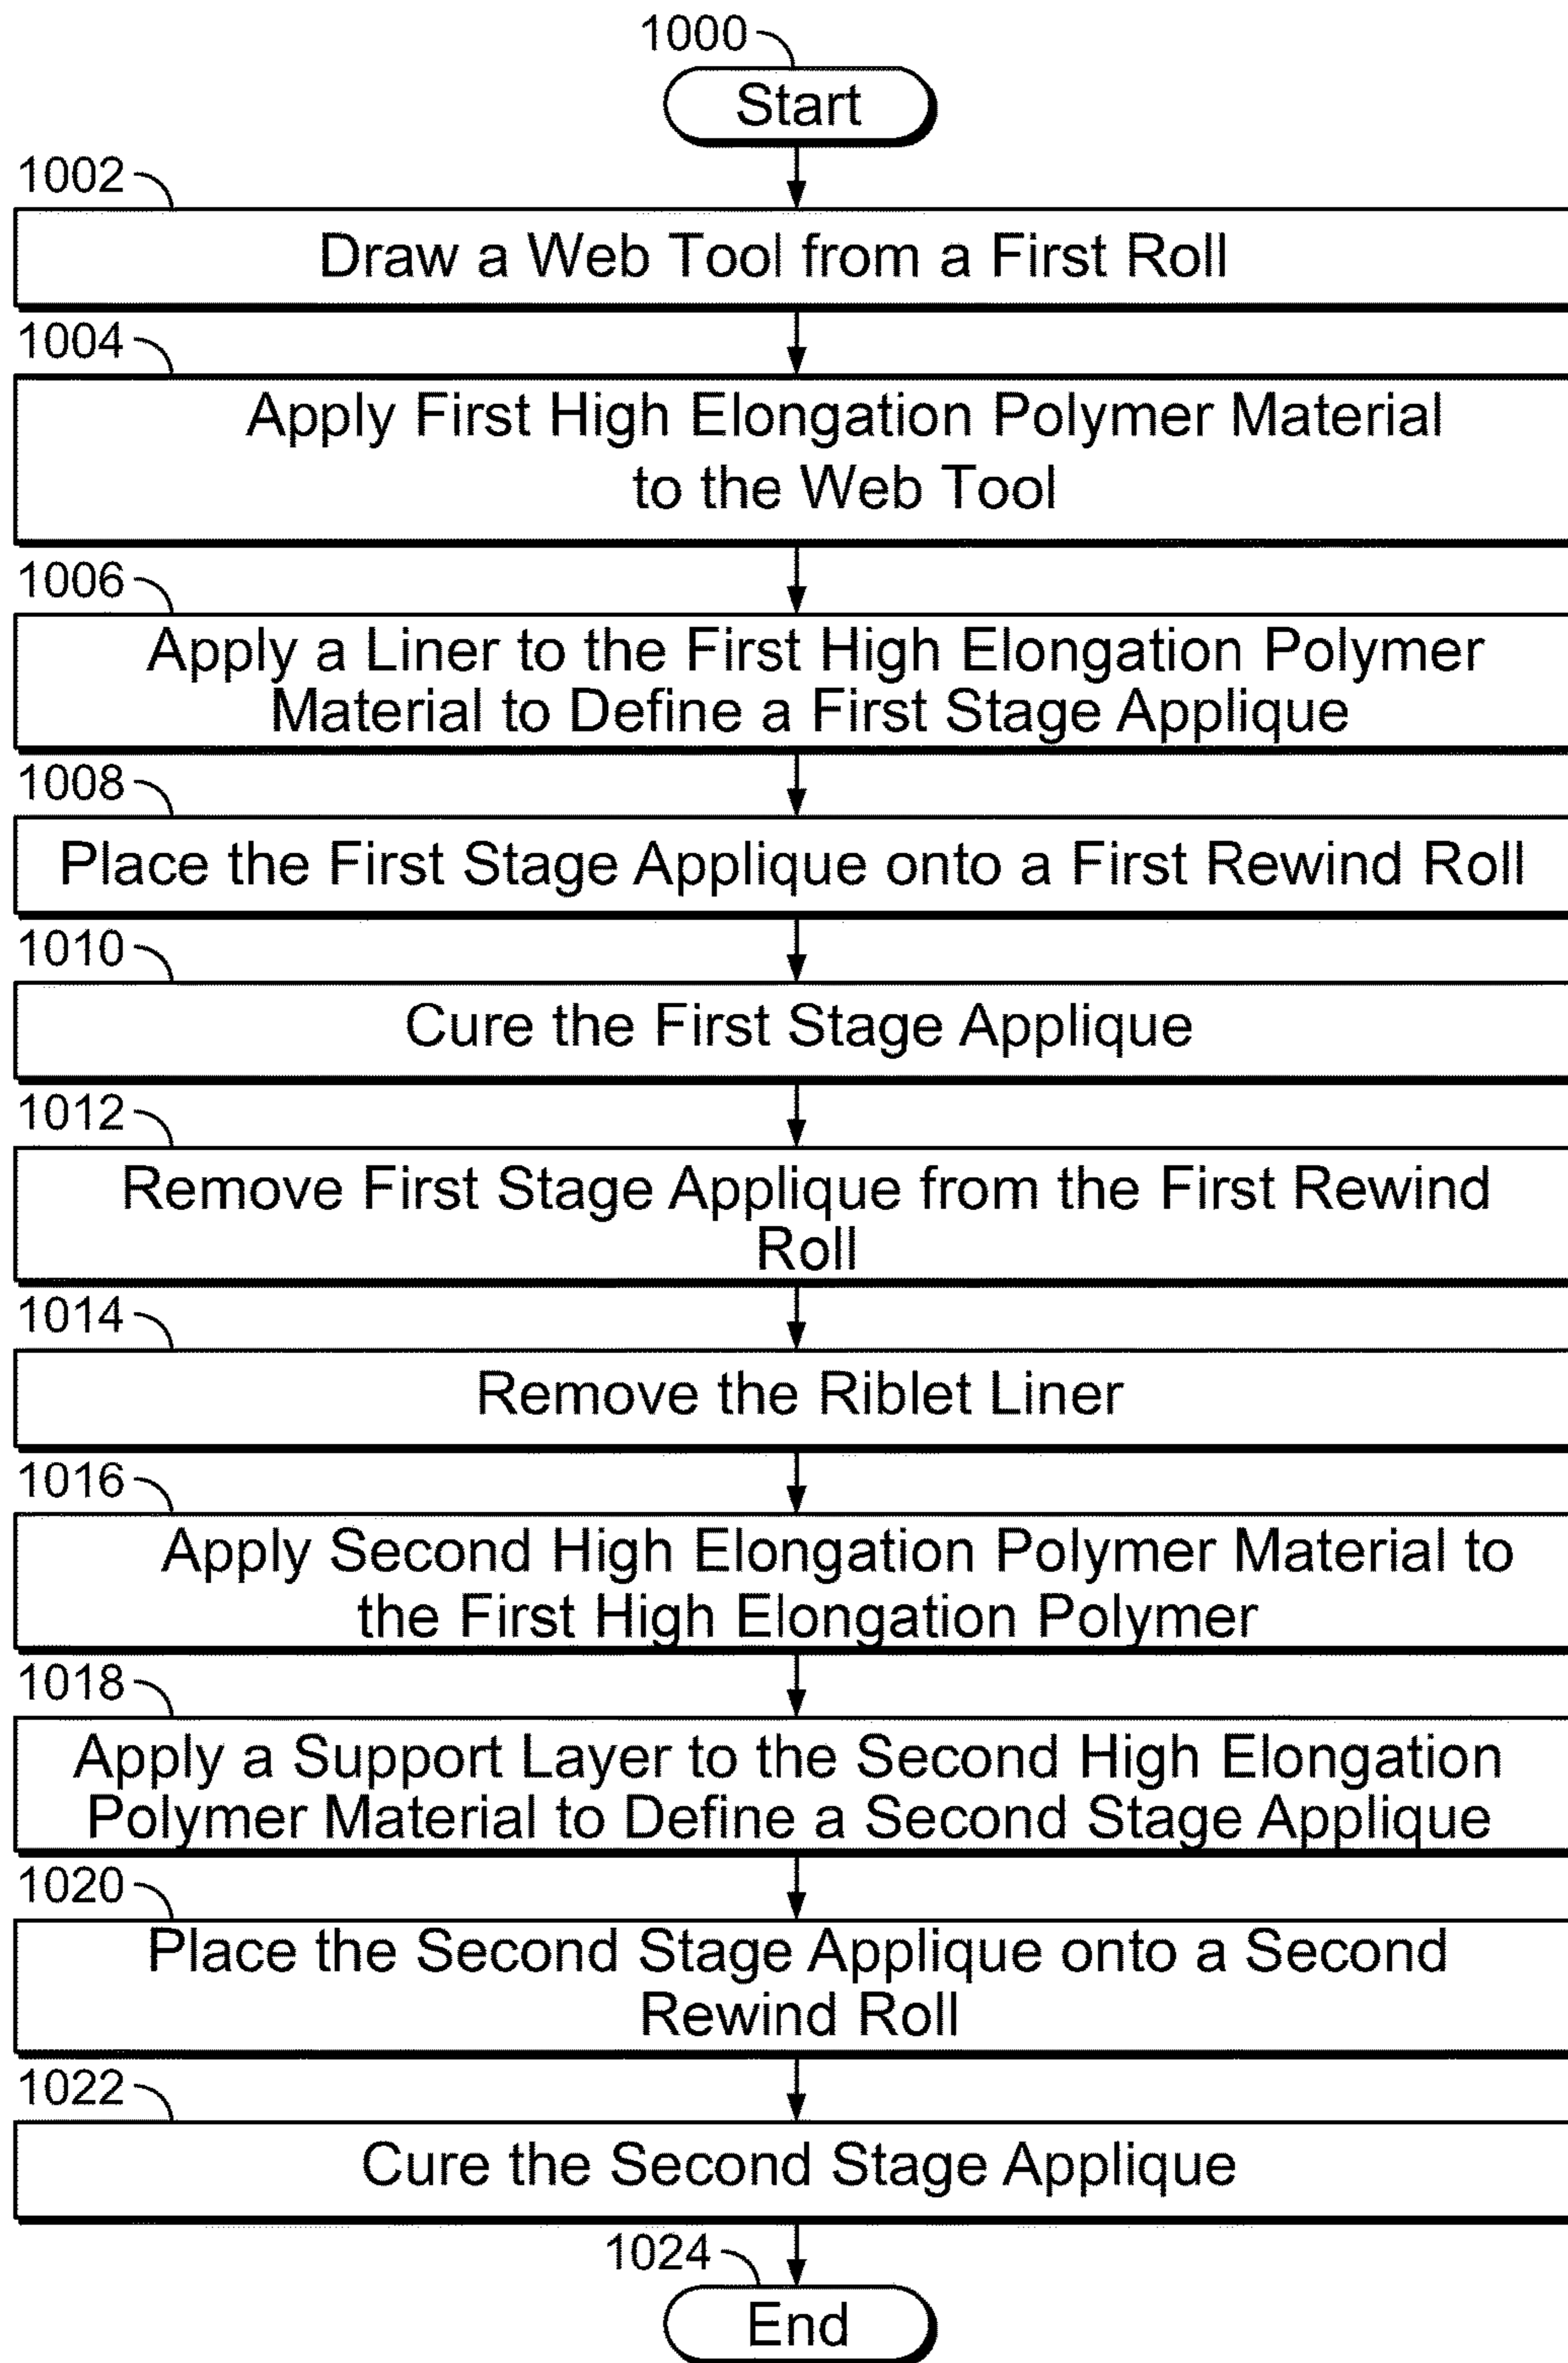 1000
Start
1002
Draw a Web Tool from a First Roll
1004
Apply First High Elongation Polymer Material
to the Web Tool
1006
Apply a Liner to the First High Elongation Polymer
Material to Define a First Stage Applique
1008
Place the First Stage Applique onto a First Rewind Roll
1010
Cure the First Stage Applique
1012
Remove First Stage Applique from the First Rewind
Roll
1014
Remove the Riblet Liner
1016
Apply Second High Elongation Polymer Material to
the First High Elongation Polymer
1018
Apply a Support Layer to the Second High Elongation
Polymer Material to Define a Second Stage Applique
1020
Place the Second Stage Applique onto a Second
Rewind Roll
1022
Cure the Second Stage Applique
1024
End